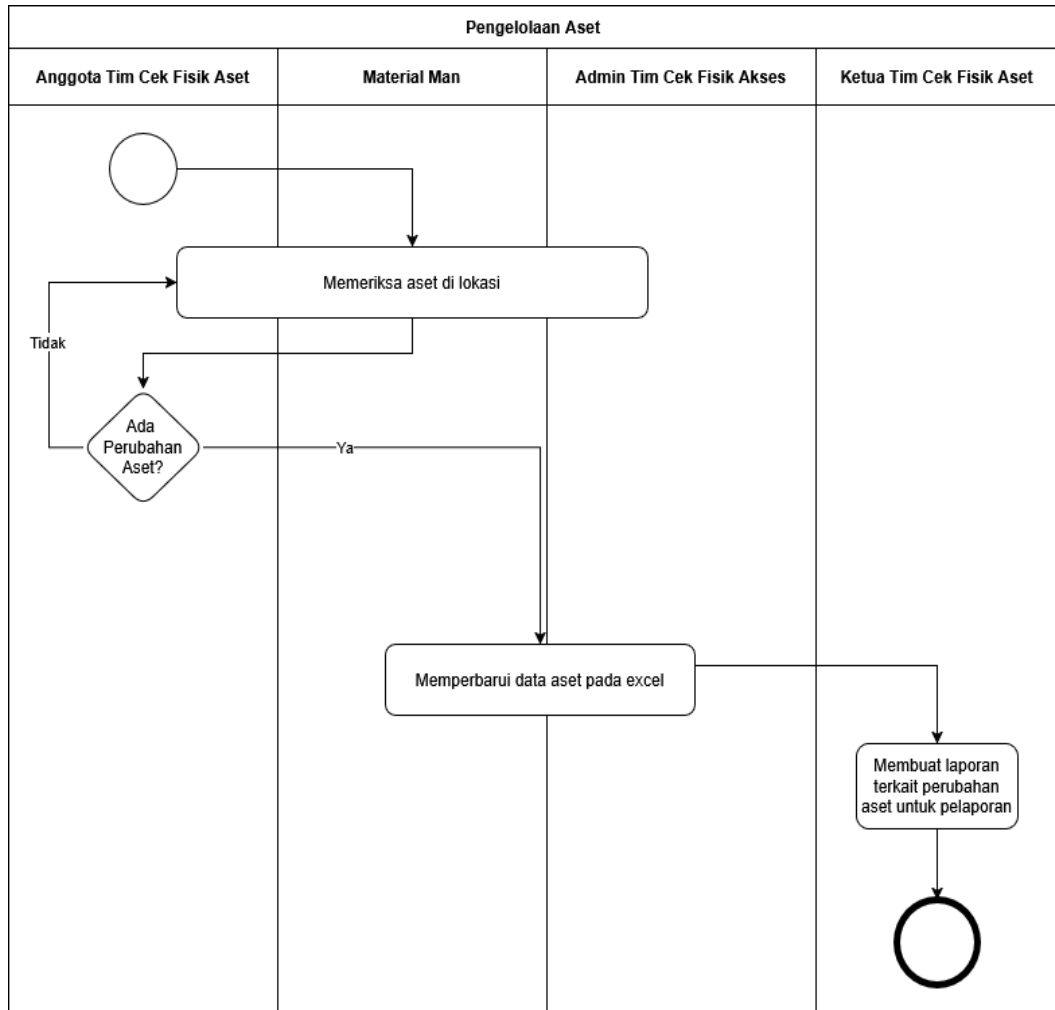 Pengelolaan Aset
Anggota Tim Cek Fisik Aset
Material Man
Admin Tim Cek Fisik Akses
Ketua Tim Cek Fisik Aset
Memeriksa aset di lokasi
Tidak
Ada
Perubahan
Aset?
Ya
Memperbarui data aset pada excel
Membuat laporan
terkait perubahan
aset untuk pelaporan